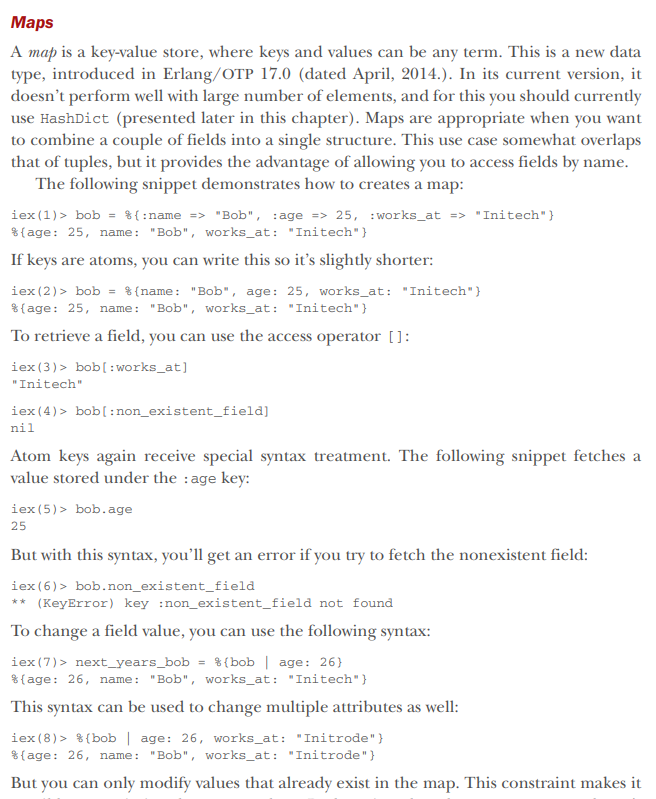 Maps
A map is a key-value store, where keys and values can be any term. This is a new data
type, introduced in Erlang/OTP 17.0 (dated April, 2014.). In its current version, it
doesn't perform well with large number of elements, and for this you should currently
use HashDict (presented later in this chapter). Maps are appropriate when you want
to combine a couple of fields into a single structure. This use case somewhat overlaps
that of tuples, but it provides the advantage of allowing you to access fields by name.
The following snippet demonstrates how to creates a map:
iex(1)> bob = %{:name => "Bob", :age => 25, :works_at => "Initech"}
%{age: 25, name: "Bob", works_at: "Initech"}
If keys are atoms, you can write this so it's slightly shorter:
iex(2)> bob = %{name: "Bob", age: 25, works_at: "Initech"}
%{age: 25, name: "Bob", works_at: "Initech"}
To retrieve a field, you can use the access operator []:
iex(3)> bob[:works_at]
"Initech"
iex(4)> bob[:non_existent_field]
nil
Atom keys again receive special syntax treatment. The following snippet fetches a
value stored under the :age key:
iex(5)> bob.age
25
But with this syntax, you'll get an error if you try to fetch the nonexistent field:
iex(6)> bob.non_existent_field
** (KeyError) key :non_existent_field not found
To change a field value, you can use the following syntax:
iex(7)> next_years_bob = %{bob | age: 26}
%{age: 26, name: "Bob", works_at: "Initech"}
This syntax can be used to change multiple attributes as well:
iex(8)> %{bob | age: 26, works_at: "Initrode"}
%{age: 26, name: "Bob", works_at: "Initrode"}
But you can only modify values that already exist in the map. This constraint makes it